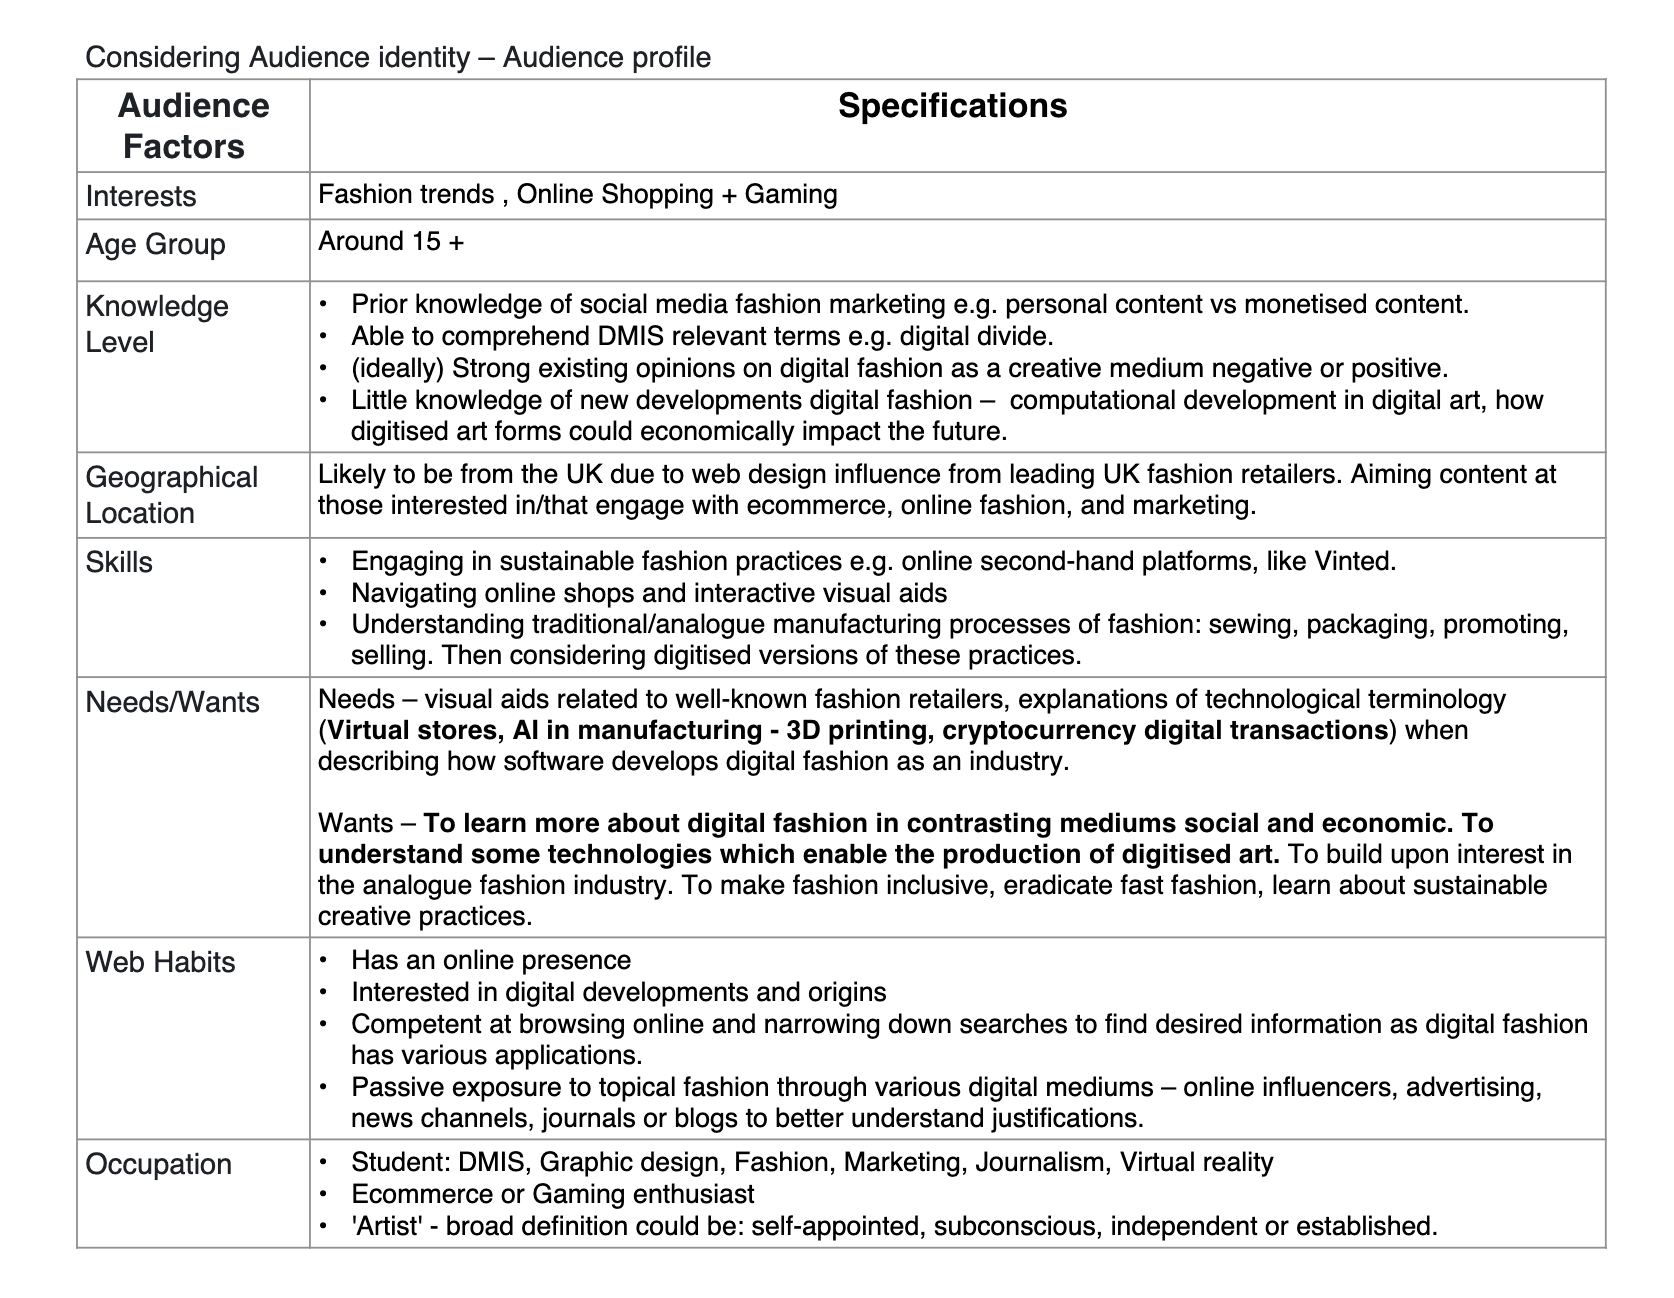 Considering Audience identity – Audience profile
Audience
Factors
Specifications
Interests
Fashion trends , Online Shopping + Gaming
Age Group
Around 15 +
Knowledge
Level
• Prior knowledge of social media fashion marketing e.g. personal content vs monetised content.
• Able to comprehend DMIS relevant terms e.g. digital divide.
• (ideally) Strong existing opinions on digital fashion as a creative medium negative or positive.
• Little knowledge of new developments digital fashion – computational development in digital art, how
digitised art forms could economically impact the future.
Geographical
Location
Likely to be from the UK due to web design influence from leading UK fashion retailers. Aiming content at
those interested in/that engage with ecommerce, online fashion, and marketing.
Skills
• Engaging in sustainable fashion practices e.g. online second-hand platforms, like Vinted.
• Navigating online shops and interactive visual aids
• Understanding traditional/analogue manufacturing processes of fashion: sewing, packaging, promoting,
selling. Then considering digitised versions of these practices.
Needs/Wants
Needs – visual aids related to well-known fashion retailers, explanations of technological terminology
(Virtual stores, AI in manufacturing - 3D printing, cryptocurrency digital transactions) when
describing how software develops digital fashion as an industry.
Wants – To learn more about digital fashion in contrasting mediums social and economic. To
understand some technologies which enable the production of digitised art. To build upon interest in
the analogue fashion industry. To make fashion inclusive, eradicate fast fashion, learn about sustainable
creative practices.
Web Habits
• Has an online presence
• Interested in digital developments and origins
• Competent at browsing online and narrowing down searches to find desired information as digital fashion
has various applications.
• Passive exposure to topical fashion through various digital mediums – online influencers, advertising,
news channels, journals or blogs to better understand justifications.
Occupation
• Student: DMIS, Graphic design, Fashion, Marketing, Journalism, Virtual reality
• Ecommerce or Gaming enthusiast
• 'Artist' - broad definition could be: self-appointed, subconscious, independent or established.